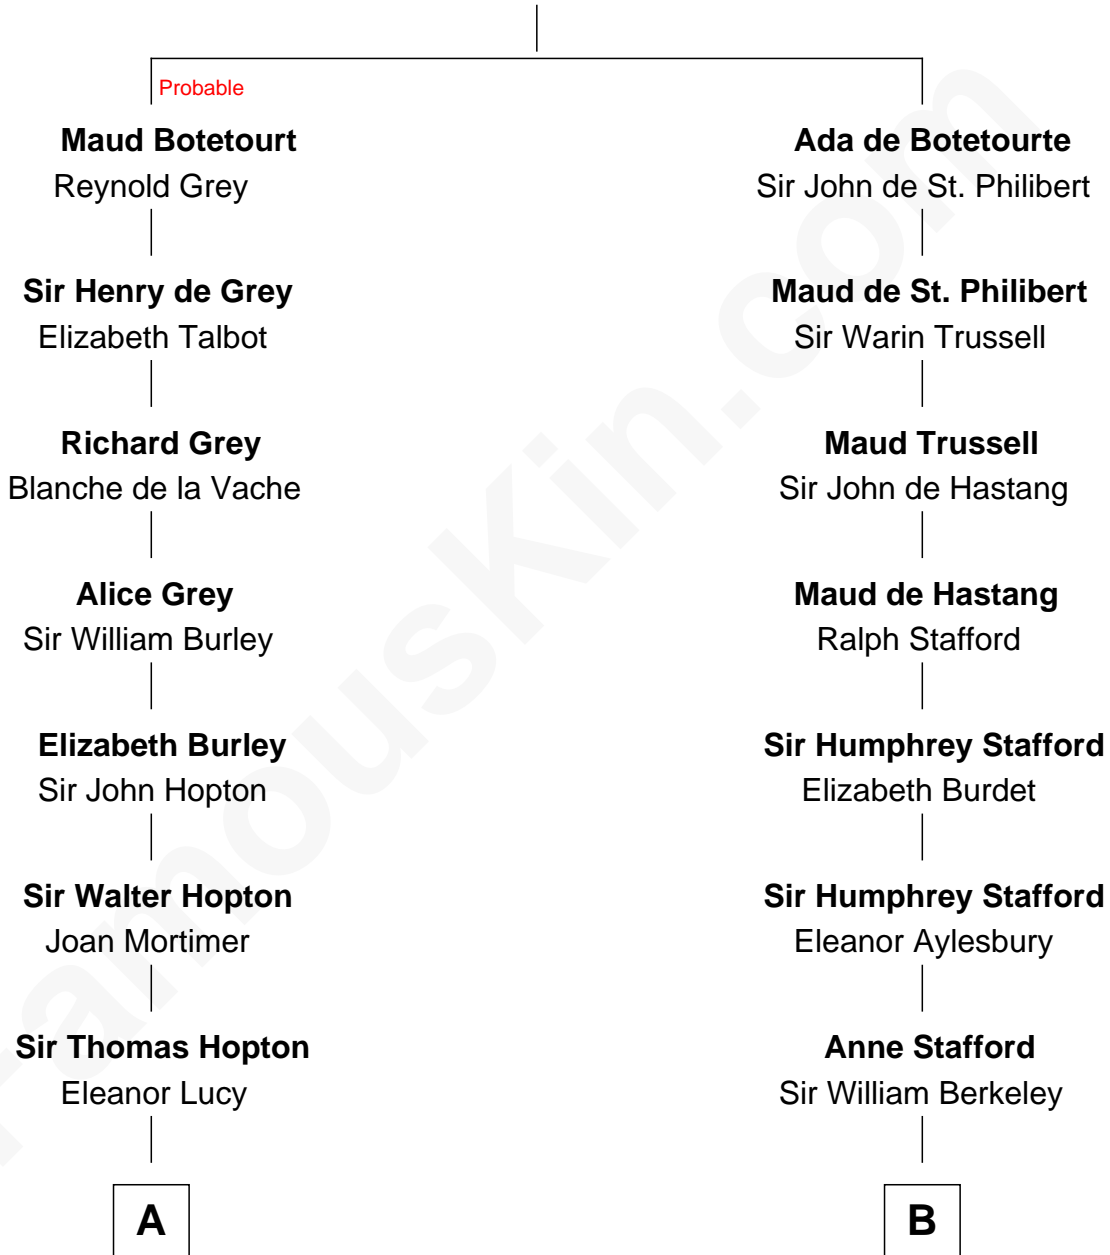 Probable
Maud Botetourt
Reynold Grey
Ada de Botetourte
Sir John de St. Philibert
Sir Henry de Grey
Elizabeth Talbot
Maud de St. Philibert
Sir Warin Trussell
Richard Grey
Blanche de la Vache
Maud Trussell
Sir John de Hastang
Alice Grey
Sir William Burley
Maud de Hastang
Ralph Stafford
Elizabeth Burley
Sir John Hopton
Sir Humphrey Stafford
Elizabeth Burdet
Sir Walter Hopton
Joan Mortimer
Sir Humphrey Stafford
Eleanor Aylesbury
Sir Thomas Hopton
Eleanor Lucy
Anne Stafford
Sir William Berkeley
A
B
FamousKin.com